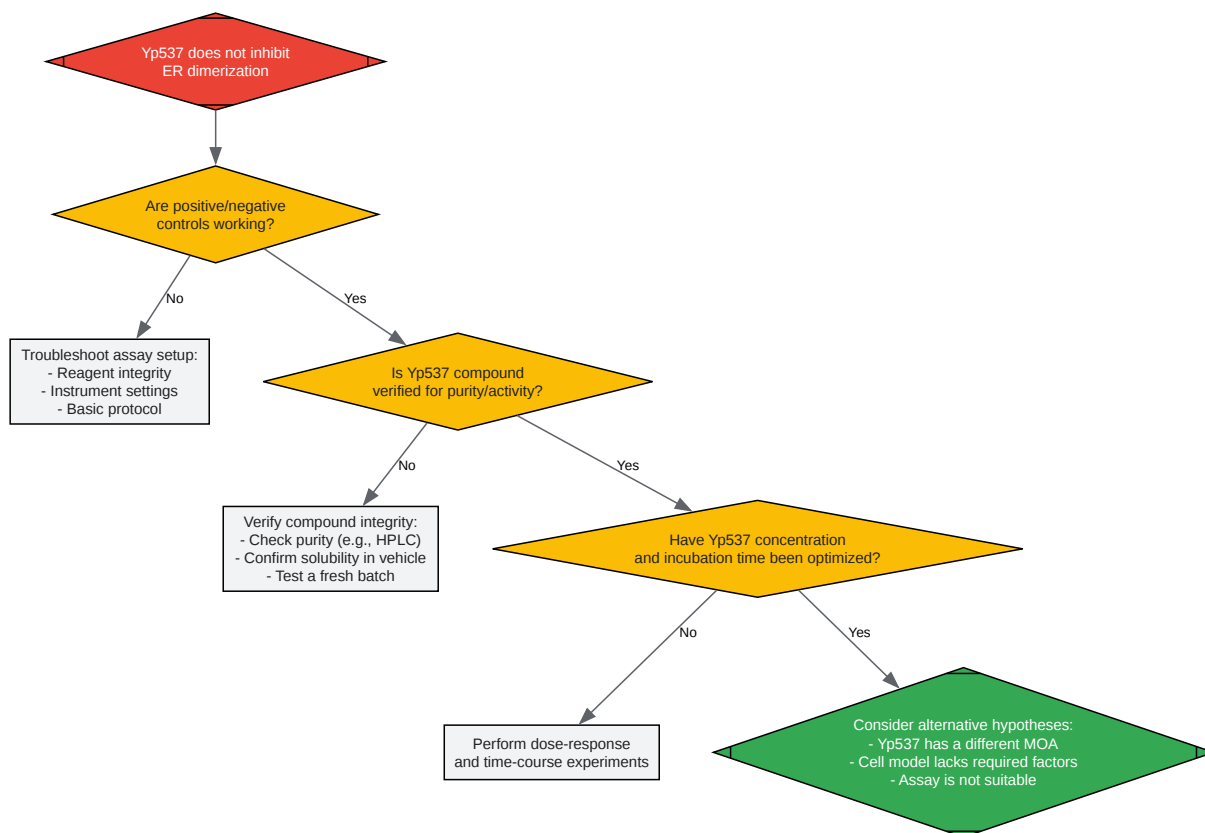 Yp537 does not inhibit
ER dimerization
Are positive/negative
controls working?
No
Yes
Troubleshoot assay setup:
- Reagent integrity
- Instrument settings
- Basic protocol
Is Yp537 compound
verified for purity/activity?
No
Yes
Verify compound integrity:
- Check purity (e.g., HPLC)
- Confirm solubility in vehicle
- Test a fresh batch
Have Yp537 concentration
and incubation time been optimized?
No
Yes
Perform dose-response
and time-course experiments
Consider alternative hypotheses:
- Yp537 has a different MOA
- Cell model lacks required factors
- Assay is not suitable